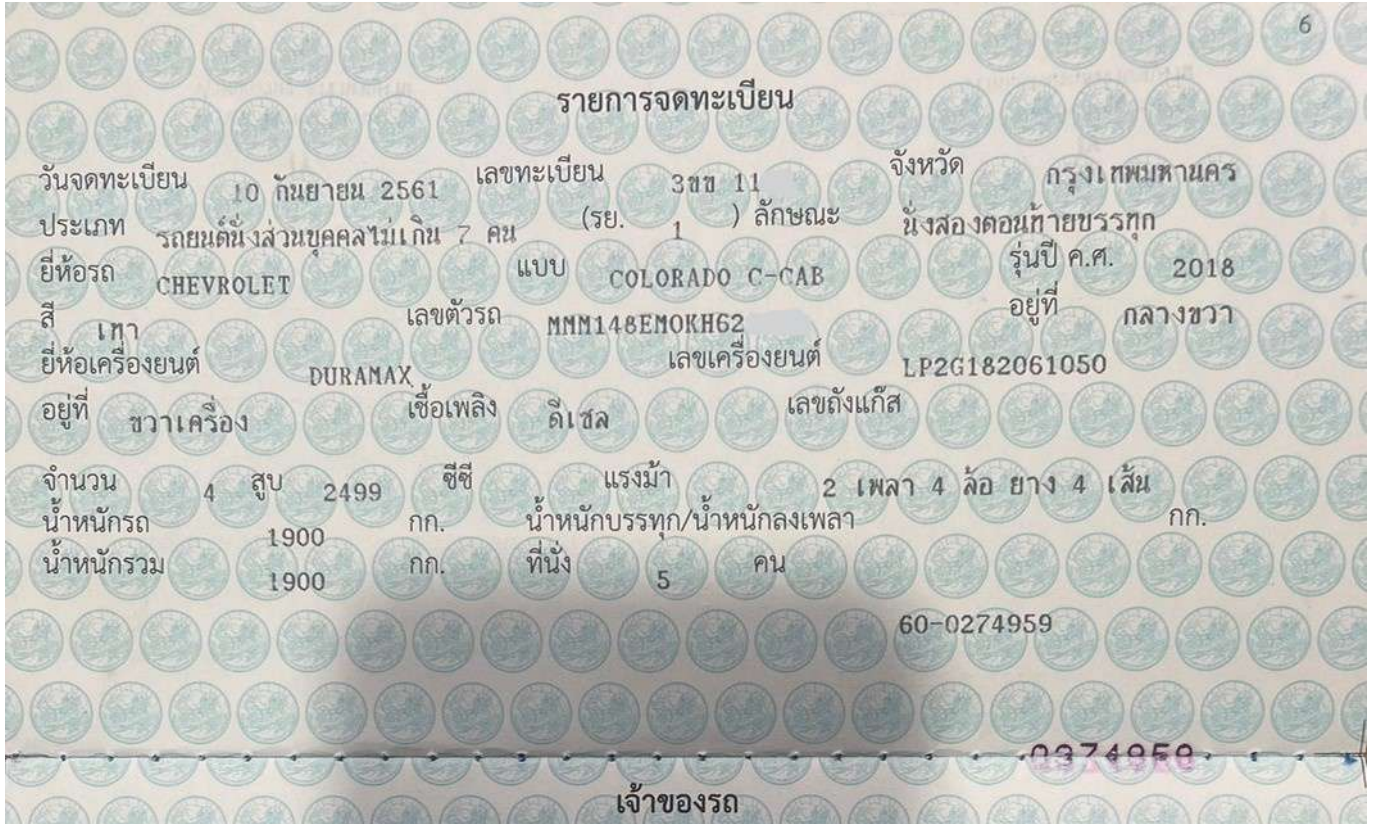 6
รายการจดทะเบียน
วันจดทะเบียน 10 กันยายน 2561 เลขทะเบียน 3ขข 11 จังหวัด กรุงเทพมหานคร
ประเภท รถยนต์นั่งส่วนบุคคลไม่เกิน 7 คน (รย. 1 ) ลักษณะ นั่งสองตอนท้ายบรรทุก
ยี่ห้อรถ CHEVROLET แบบ COLORADO C-CAB รุ่นปี ค.ศ. 2018
สี เทา เลขตัวรถ MMM148EM0KH62 อยู่ที่ กลางขวา
ยี่ห้อเครื่องยนต์ DURAMAX เลขเครื่องยนต์ LP2G182061050
อยู่ที่ ขวาเครื่อง เชื้อเพลิง ดีเซล เลขถังแก๊ส
จำนวน 4 สูบ 2499 ซีซี แรงม้า 2 เพลา 4 ล้อ ยาง 4 เส้น
น้ำหนักรถ 1900 กก. น้ำหนักบรรทุก/น้ำหนักลงเพลา กก.
น้ำหนักรวม 1900 กก. ที่นั่ง 5 คน
60-0274959
เจ้าของรถ